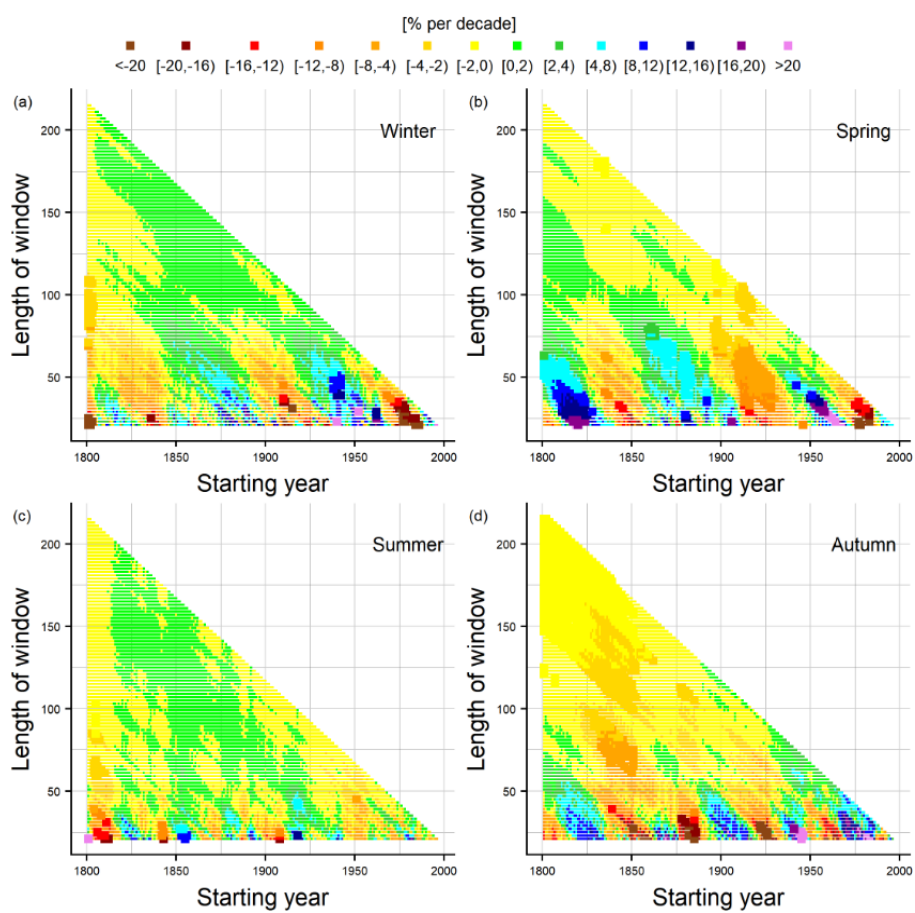 [% per decade]
<-20 [-20,-16) [-16,-12) [-12,-8) [-8,-4) [-4,-2) [-2,0) [0,2) [2,4) [4,8) [8,12) [12,16) [16,20) >20
(a)
Winter
Length of window
200
150
100
50
1800 1850 1900 1950 2000
Starting year
(b)
Spring
Length of window
200
150
100
50
1800 1850 1900 1950 2000
Starting year
(c)
Summer
Length of window
200
150
100
50
1800 1850 1900 1950 2000
Starting year
(d)
Autumn
Length of window
200
150
100
50
1800 1850 1900 1950 2000
Starting year